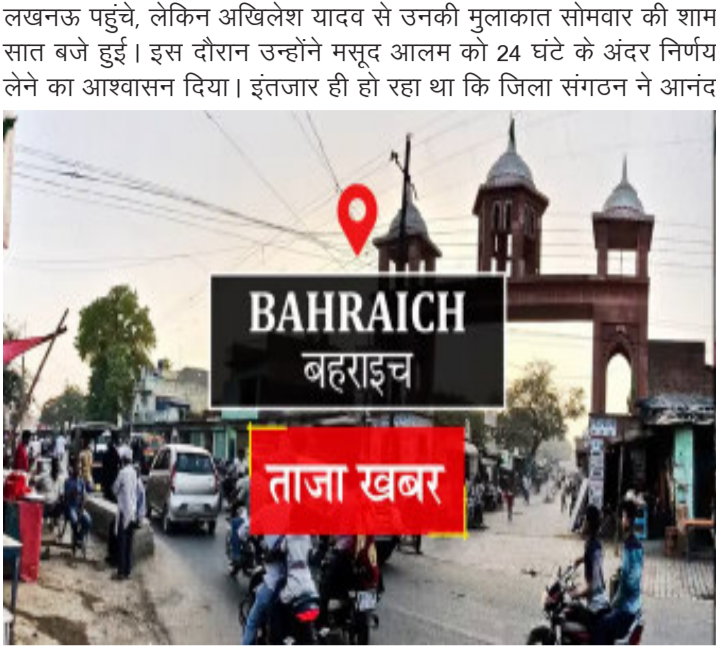 लखनऊ पहुंचे, लेकिन अखिलेश यादव से उनकी मुलाकात सोमवार की शाम
सात बजे हुई। इस दौरान उन्होंने मसूद आलम को 24 घंटे के अंदर निर्णय
लेने का आश्वासन दिया। इंतजार ही हो रहा था कि जिला संगठन ने आनंद
BAHRAICH
बहराइच
ताजा खबर